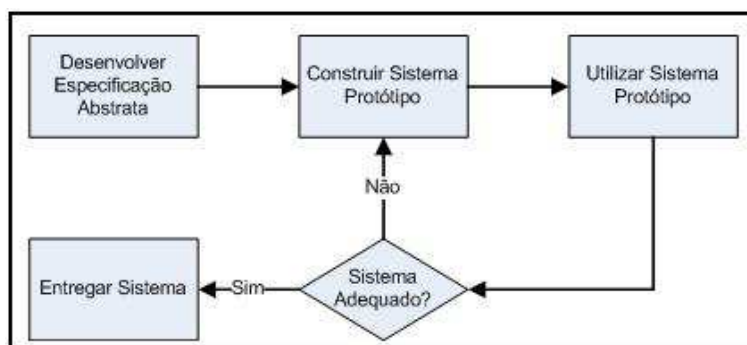 Desenvolver
Especificação
Abstrata
Construir Sistema
Protótipo
Utilizar Sistema
Protótipo
Não
Entregar Sistema
Sim
Sistema
Adequado?